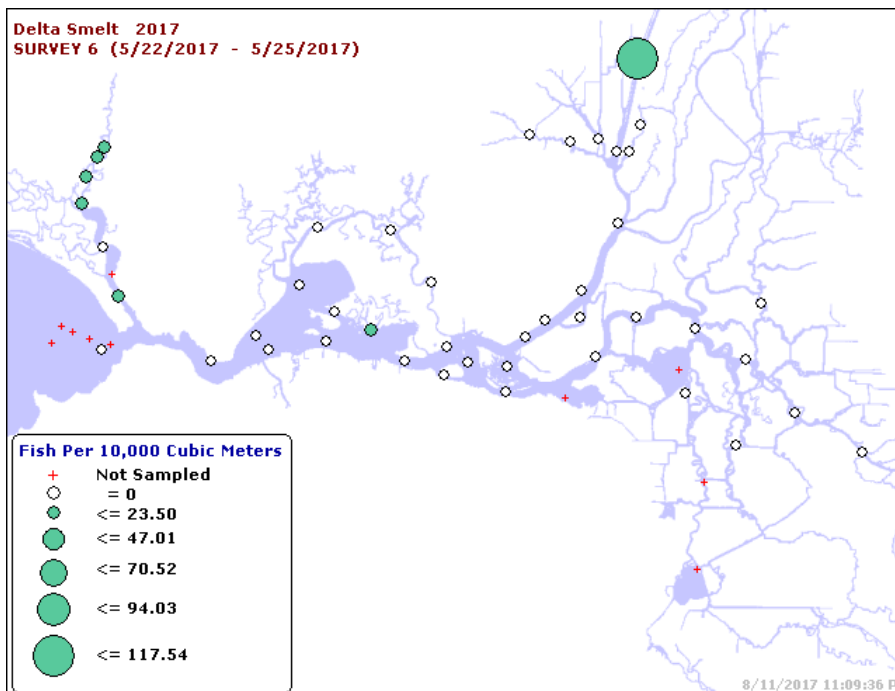 Delta Smelt 2017
SURVEY 6 (5/22/2017 - 5/25/2017)
Fish Per 10,000 Cubic Meters
Not Sampled
= 0
<= 23.50
<= 47.01
<= 70.52
<= 94.03
<= 117.54
8/11/2017 11:09:36